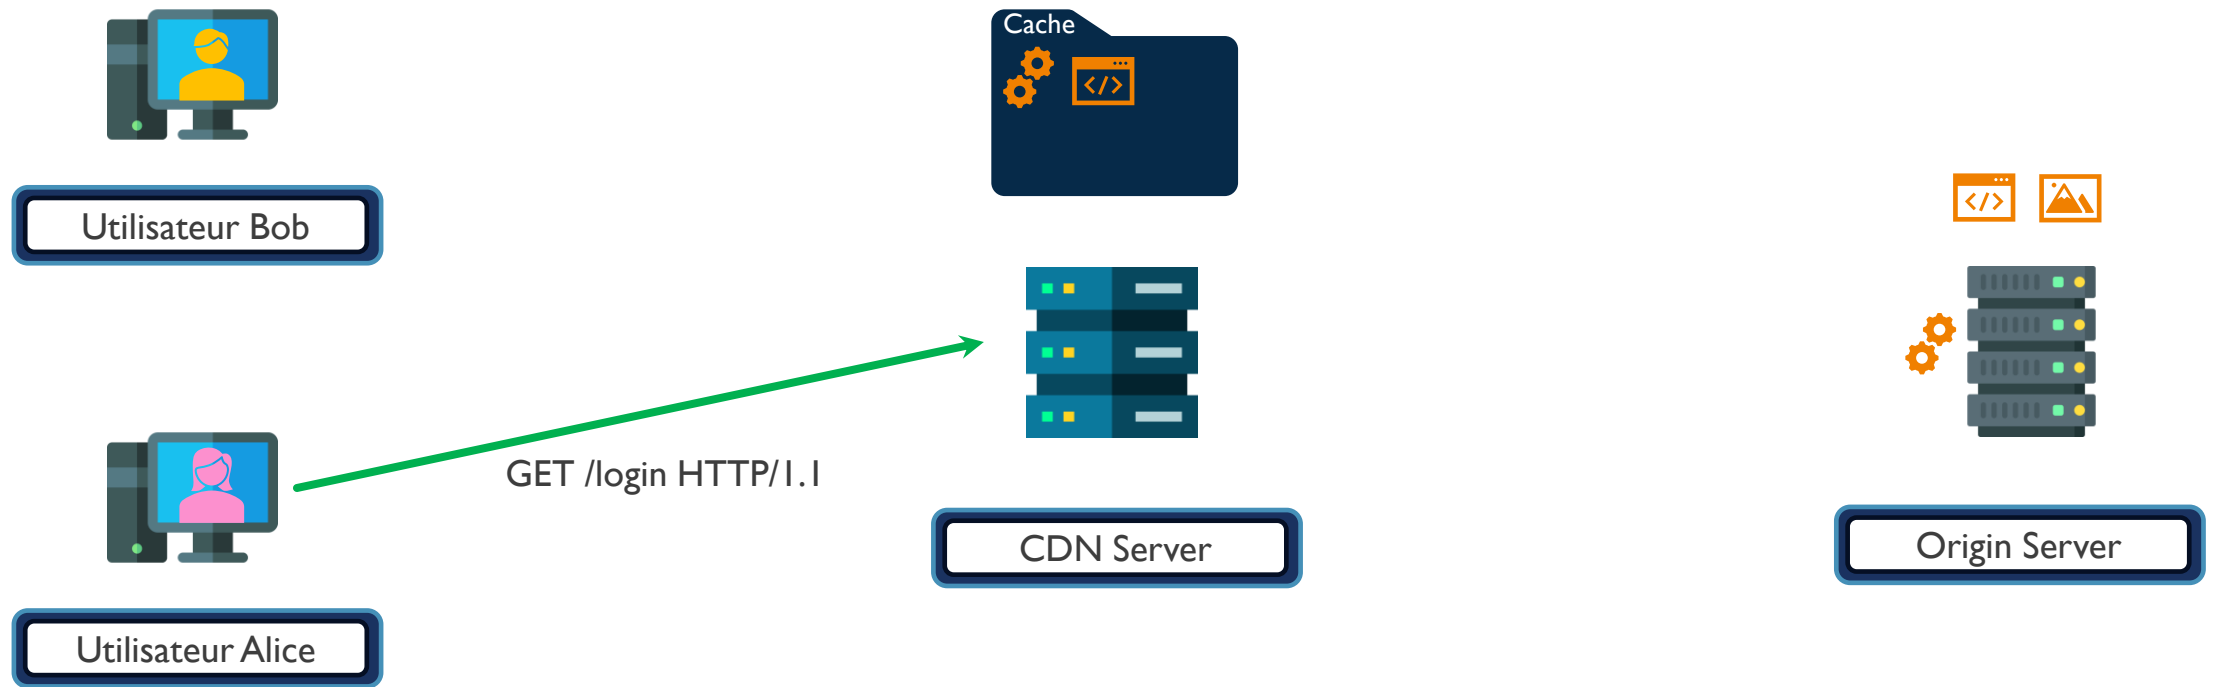 Cache
Utilisateur Bob
</>
</>
GET /login HTTP/1.1
CDN Server
Origin Server
Utilisateur Alice